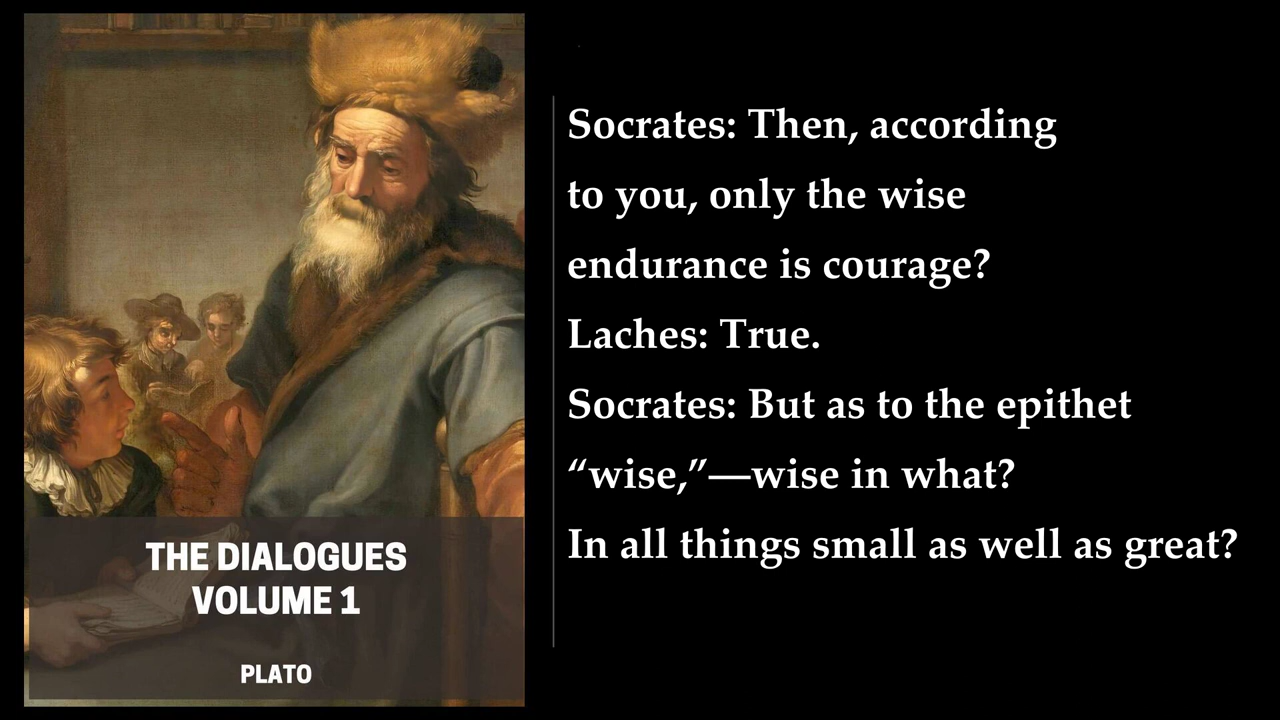 THE DIALOGUES
VOLUME 1
PLATO
Socrates: Then, according
to you, only the wise
endurance is courage?
Laches: True.
Socrates: But as to the epithet
“wise,”—wise in what?
In all things small as well as great?